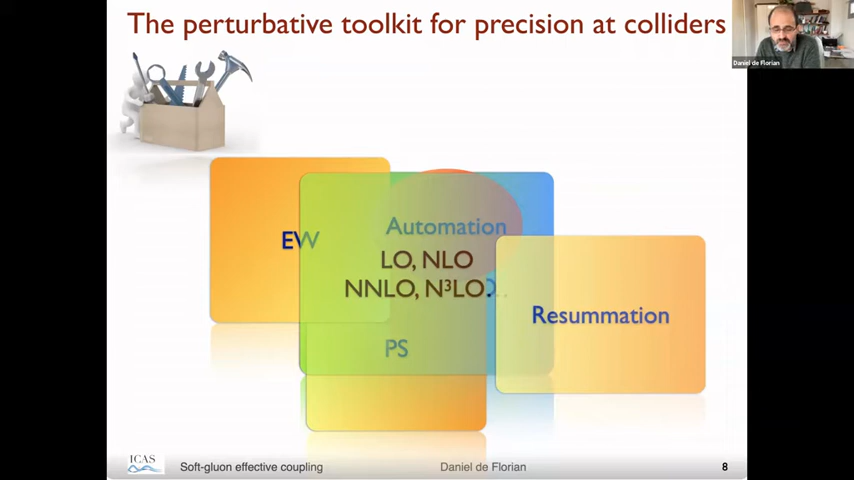 The perturbative toolkit for precision at colliders
Daniel de Florian
EW
Automation
LO, NLO
NNLO, N³LO...
Resummation
PS
ICAS
Soft-gluon effective coupling
Daniel de Florian
8